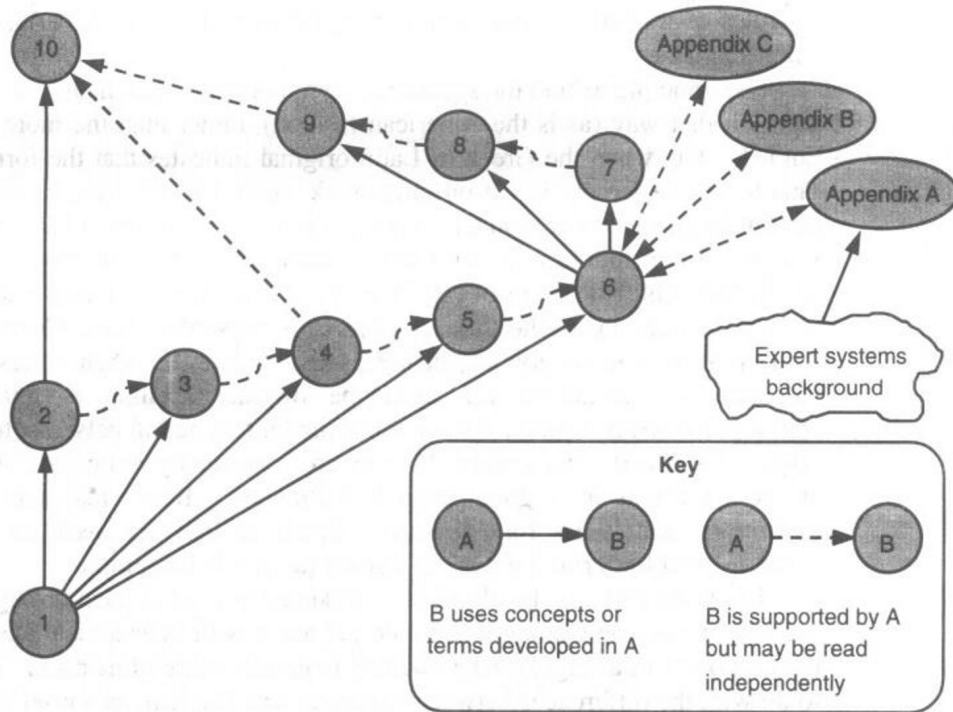 10
Appendix C
9
8
Appendix B
7
Appendix A
6
5
4
3
2
1
Expert systems
background
Key
A
B
A
B
B uses concepts or
terms developed in A
B is supported by A
but may be read
independently